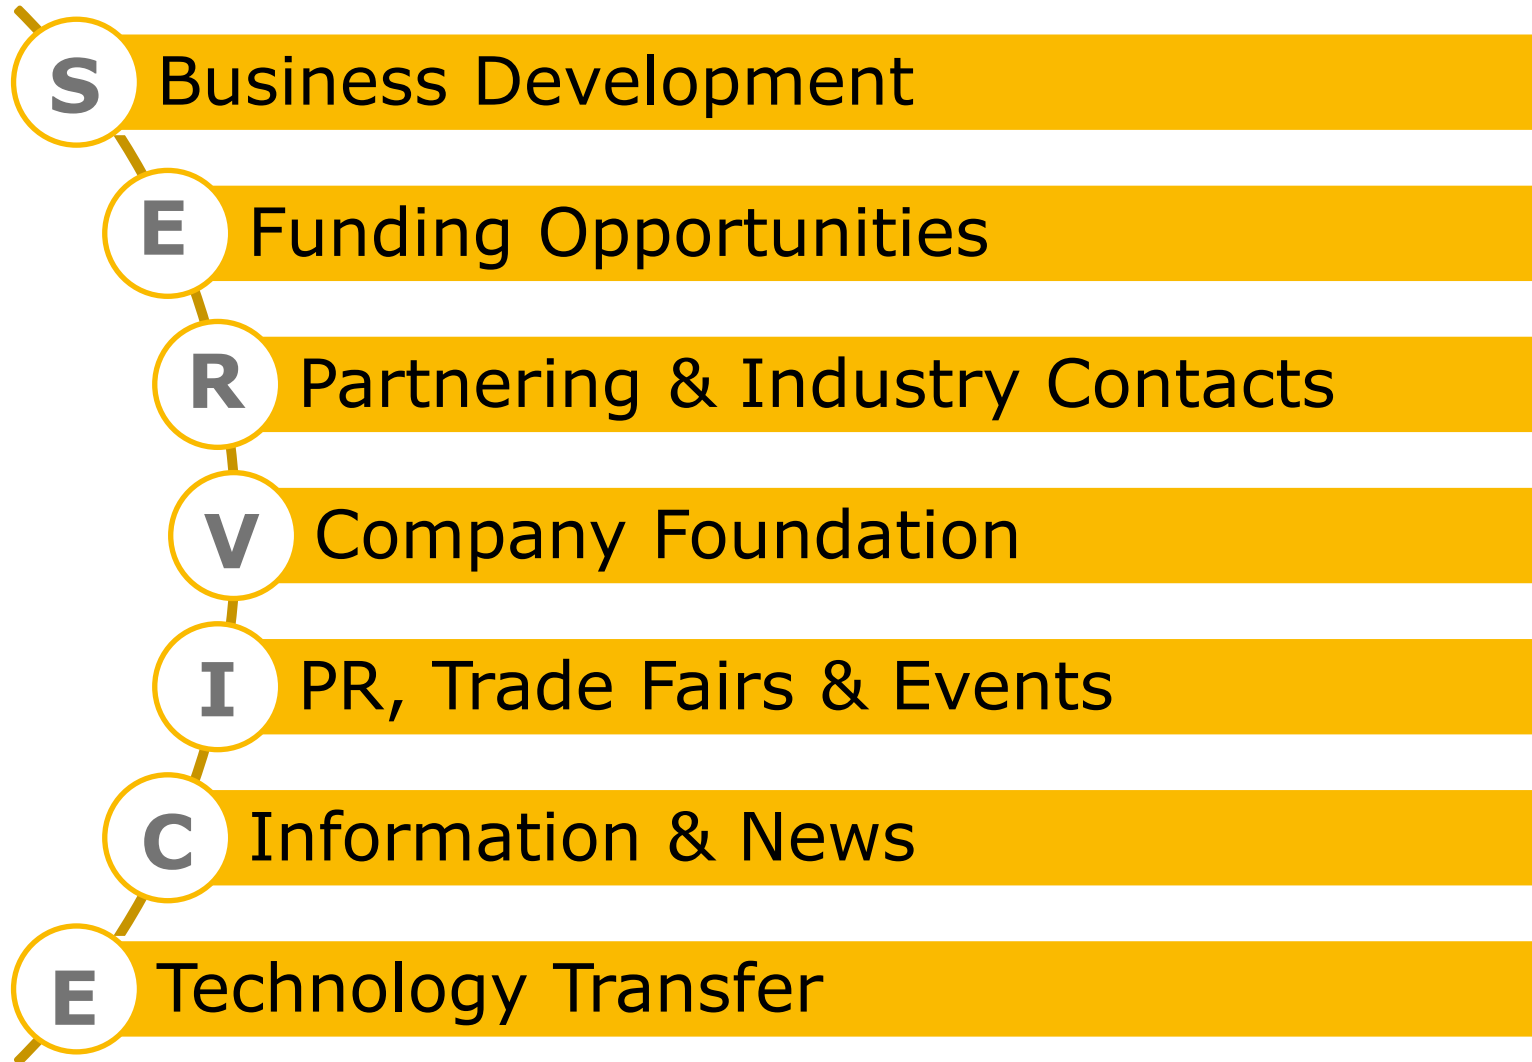 S Business Development
E Funding Opportunities
R Partnering & Industry Contacts
V Company Foundation
I PR, Trade Fairs & Events
C Information & News
E Technology Transfer